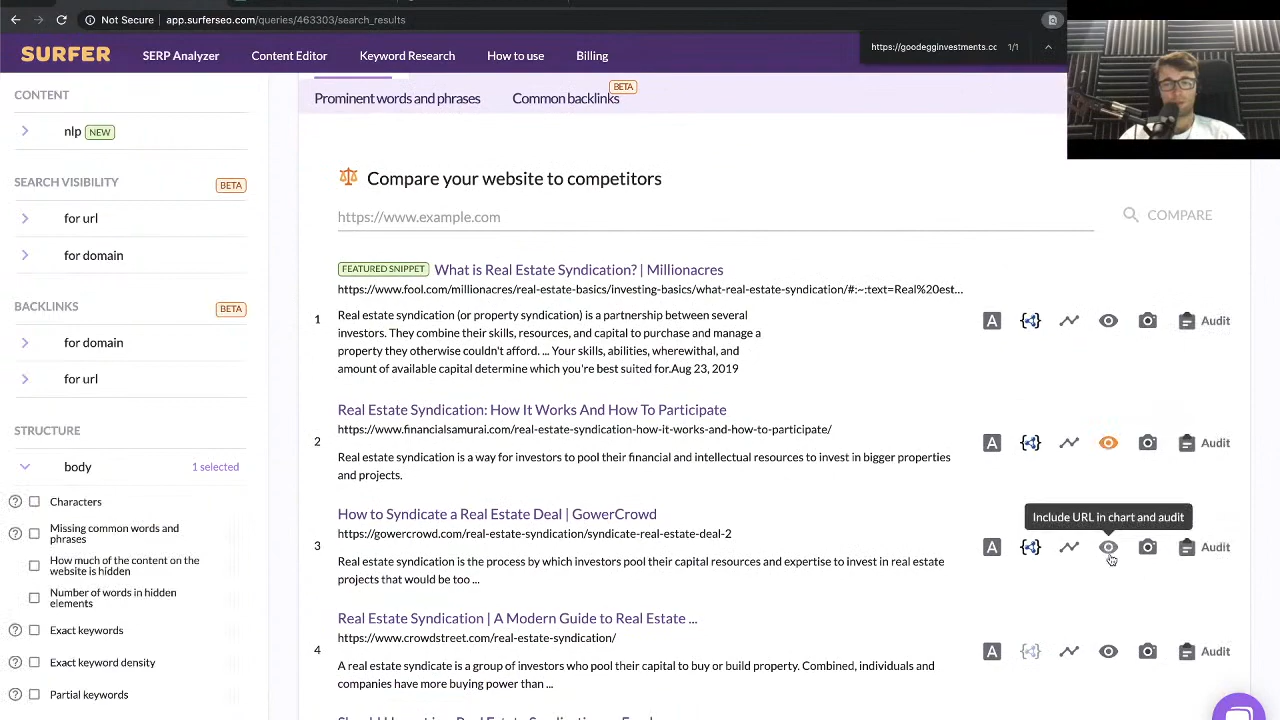 Not Secure | app.surferseo.com/queries/463303/search_results
SURFER
SERP Analyzer
Content Editor
Keyword Research
Billing
https://goodegginvestments.cc 1/1
CONTENT
nlp NEW
SEARCH VISIBILITY BETA
for url
for domain
BACKLINKS BETA
for domain
for url
STRUCTURE
body 1 selected
Characters
Missing common words and
phrases
How much of the content on the
website is hidden
Number of words in hidden
elements
Exact keywords
Exact keyword density
Partial keywords
Prominent words and phrases
Common backlinks BETA
Compare your website to competitors
https://www.example.com
COMPARE
FEATURED SNIPPET What is Real Estate Syndication? | Millionacres
https://www.fool.com/millionacres/real-estate-basics/investing-basics/what-real-estate-syndication/#:~:text=Real%20est...
1
Real estate syndication (or property syndication) is a partnership between several
investors. They combine their skills, resources, and capital to purchase and manage a
property they otherwise couldn't afford. ... Your skills, abilities, wherewithal, and
amount of available capital determine which you're best suited for.Aug 23, 2019
A Audit
Real Estate Syndication: How It Works And How To Participate
https://www.financialsamurai.com/real-estate-syndication-how-it-works-and-how-to-participate/
2
Real estate syndication is a way for investors to pool their financial and intellectual resources to invest in bigger properties
and projects.
A Audit
How to Syndicate a Real Estate Deal | GowerCrowd
https://gowercrowd.com/real-estate-syndication/syndicate-real-estate-deal-2
3
Real estate syndication is the process by which investors pool their capital resources and expertise to invest in real estate
projects that would be too ...
Include URL in chart and audit
A Audit
Real Estate Syndication | A Modern Guide to Real Estate ...
https://www.crowdstreet.com/real-estate-syndication/
4
A real estate syndicate is a group of investors who pool their capital to buy or build property. Combined, individuals and
companies have more buying power than ...
A Audit